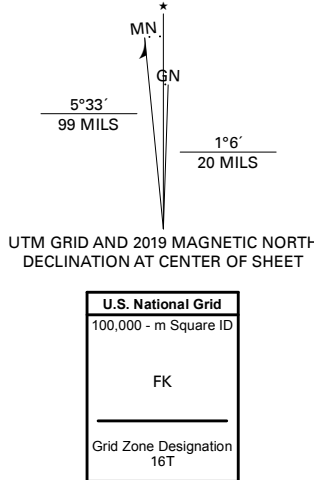 MN
GN
5°33´
99 MILS
1°6´
20 MILS
UTM GRID AND 2019 MAGNETIC NORTH
DECLINATION AT CENTER OF SHEET
U.S. National Grid
100,000 - m Square ID
FK
Grid Zone Designation
16T